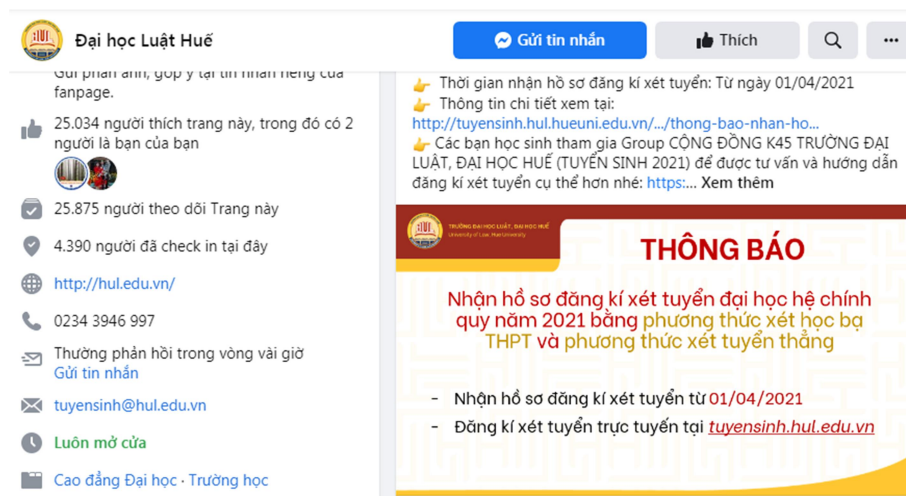 Đại học Luật Huế
Gửi tin nhắn
Thích
Gửi phản ánh, góp ý tại tin nhắn riêng của
fanpage.
25.034 người thích trang này, trong đó có 2
người là bạn của bạn
25.875 người theo dõi Trang này
4.390 người đã check in tại đây
http://hul.edu.vn/
0234 3946 997
Thường phản hồi trong vòng vài giờ
Gửi tin nhắn
tuyensinh@hul.edu.vn
Luôn mở cửa
Cao đẳng Đại học · Trường học
Thời gian nhận hồ sơ đăng kí xét tuyển: Từ ngày 01/04/2021
Thông tin chi tiết xem tại:
http://tuyensinh.hul.hueuni.edu.vn/.../thong-bao-nhan-ho...
Các bạn học sinh tham gia Group CỘNG ĐỒNG K45 TRƯỜNG ĐẠI
LUẬT, ĐẠI HỌC HUẾ (TUYỂN SINH 2021) để được tư vấn và hướng dẫn
đăng kí xét tuyển cụ thể hơn nhé: https:... Xem thêm
TRƯỜNG ĐẠI HỌC LUẬT, ĐẠI HỌC HUẾ
University of Law, Hue University
THÔNG BÁO
Nhận hồ sơ đăng kí xét tuyển đại học hệ chính
quy năm 2021 bằng phương thức xét học bạ
THPT và phương thức xét tuyển thẳng
- Nhận hồ sơ đăng kí xét tuyển từ 01/04/2021
- Đăng kí xét tuyển trực tuyến tại tuyensinh.hul.edu.vn